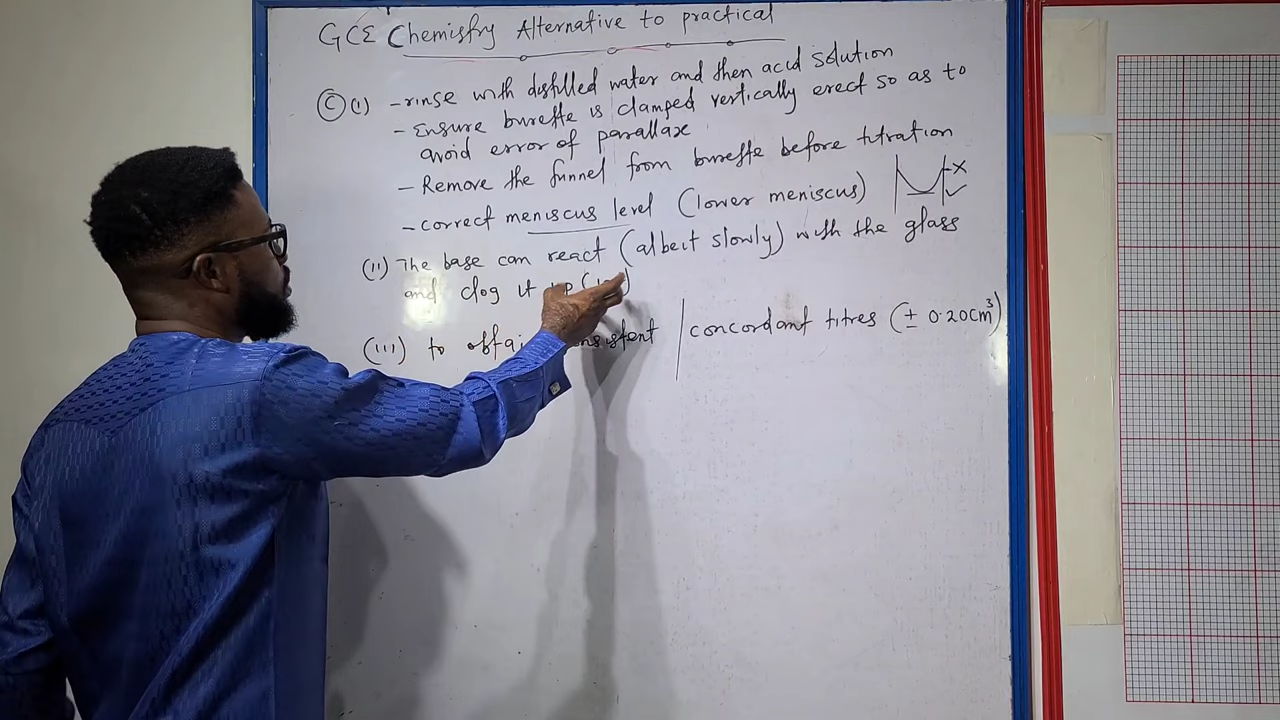 GCE Chemistry Alternative to practical
(C) (i) - rinse with distilled water and then acid solution
- Ensure burette is clamped vertically erect so as to
avoid error of parallax
- Remove the funnel from burette before titration
- correct meniscus level (lower meniscus) x ✓
(ii) The base can react (albeit slowly) with the glass
and clog it up
(iii) to concordant titres (± 0.20cm³)